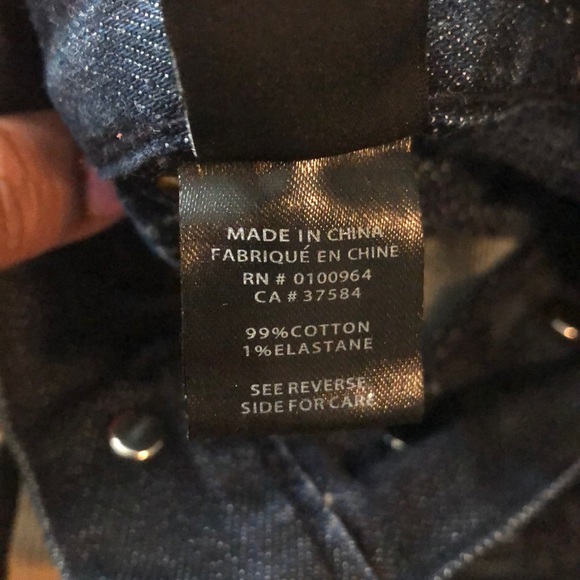 MADE IN CHINA
FABRIQUÉ EN CHINE
RN # 0100964
CA # 37584
99%COTTON
1%ELASTANE
SEE REVERSE
SIDE FOR CARE